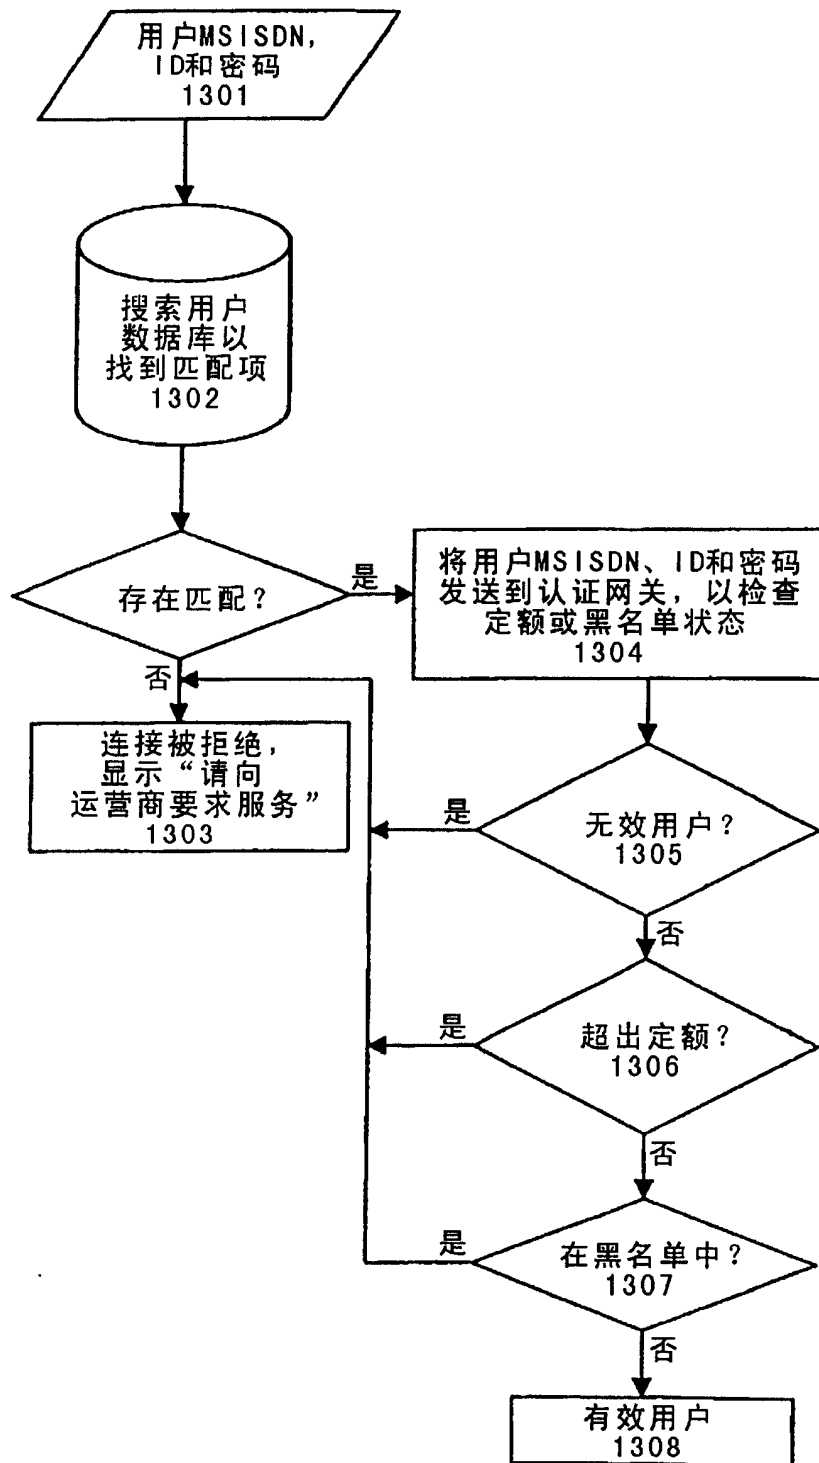 用户MSISDN,
ID和密码
1301
搜索用户
数据库以
找到匹配项
1302
存在匹配?
是
否
将用户MSISDN、ID和密码
发送到认证网关, 以检查
定额或黑名单状态
1304
连接被拒绝,
显示“请向
运营商要求服务”
1303
是
无效用户?
1305
否
是
超出定额?
1306
否
是
在黑名单中?
1307
否
有效用户
1308